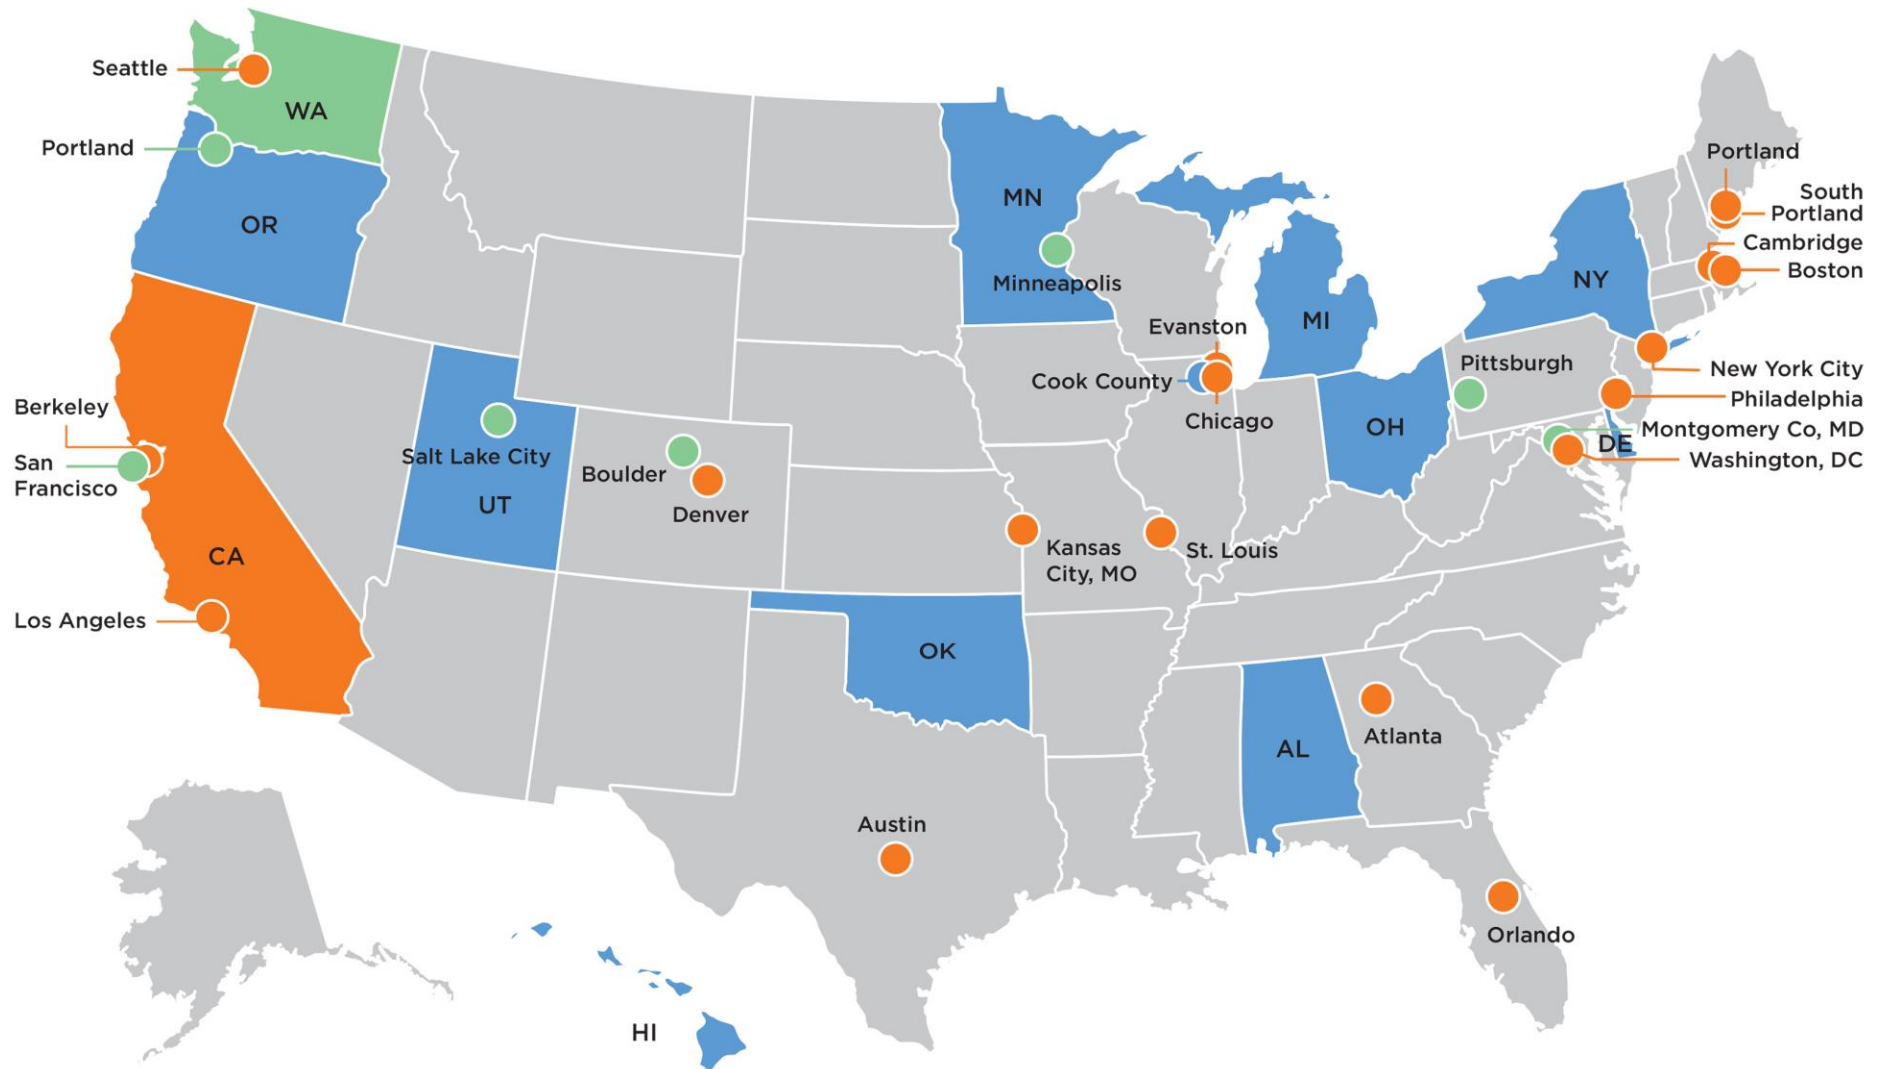 Seattle
WA
Portland
OR
Berkeley
San
Francisco
CA
Los Angeles
Salt Lake City
UT
Boulder
Denver
MN
Minneapolis
Evanston
Cook County
Chicago
MI
OH
Kansas
City, MO
St. Louis
OK
Austin
AL
Atlanta
Orlando
HI
Portland
South
Portland
Cambridge
Boston
NY
Pittsburgh
New York City
Philadelphia
Montgomery Co, MD
DE
Washington, DC